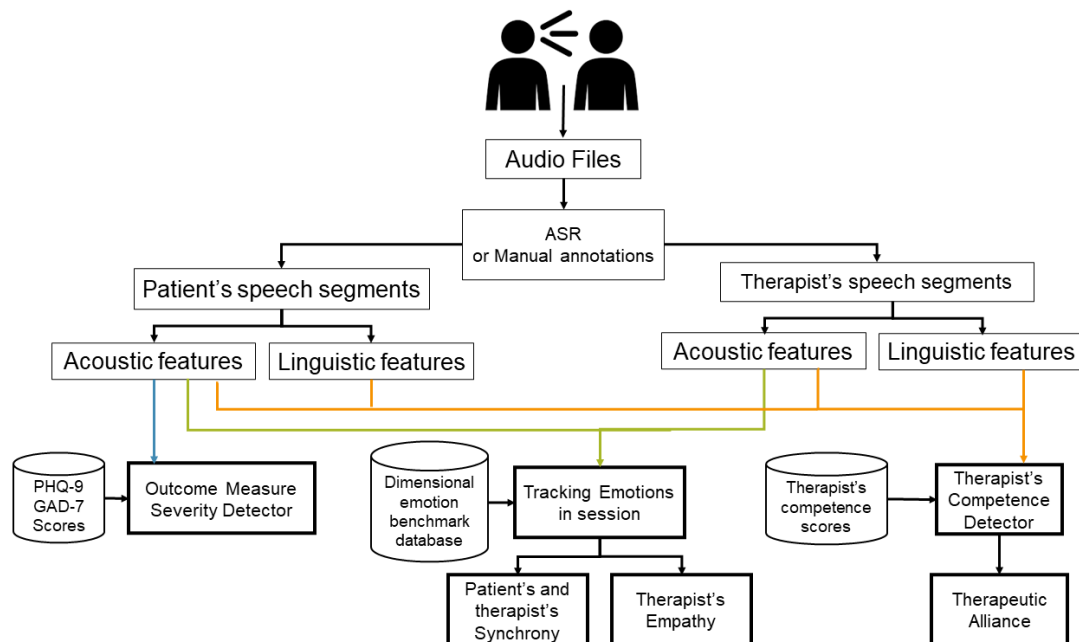 Audio Files
ASR
or Manual annotations
Patient's speech segments
Therapist's speech segments
Acoustic features
Linguistic features
Acoustic features
Linguistic features
PHQ-9
GAD-7
Scores
Outcome Measure
Severity Detector
Dimensional
emotion
benchmark
database
Tracking Emotions
in session
Therapist's
competence
scores
Therapist's
Competence
Detector
Patient's and
therapist's
Synchrony
Therapist's
Empathy
Therapeutic
Alliance